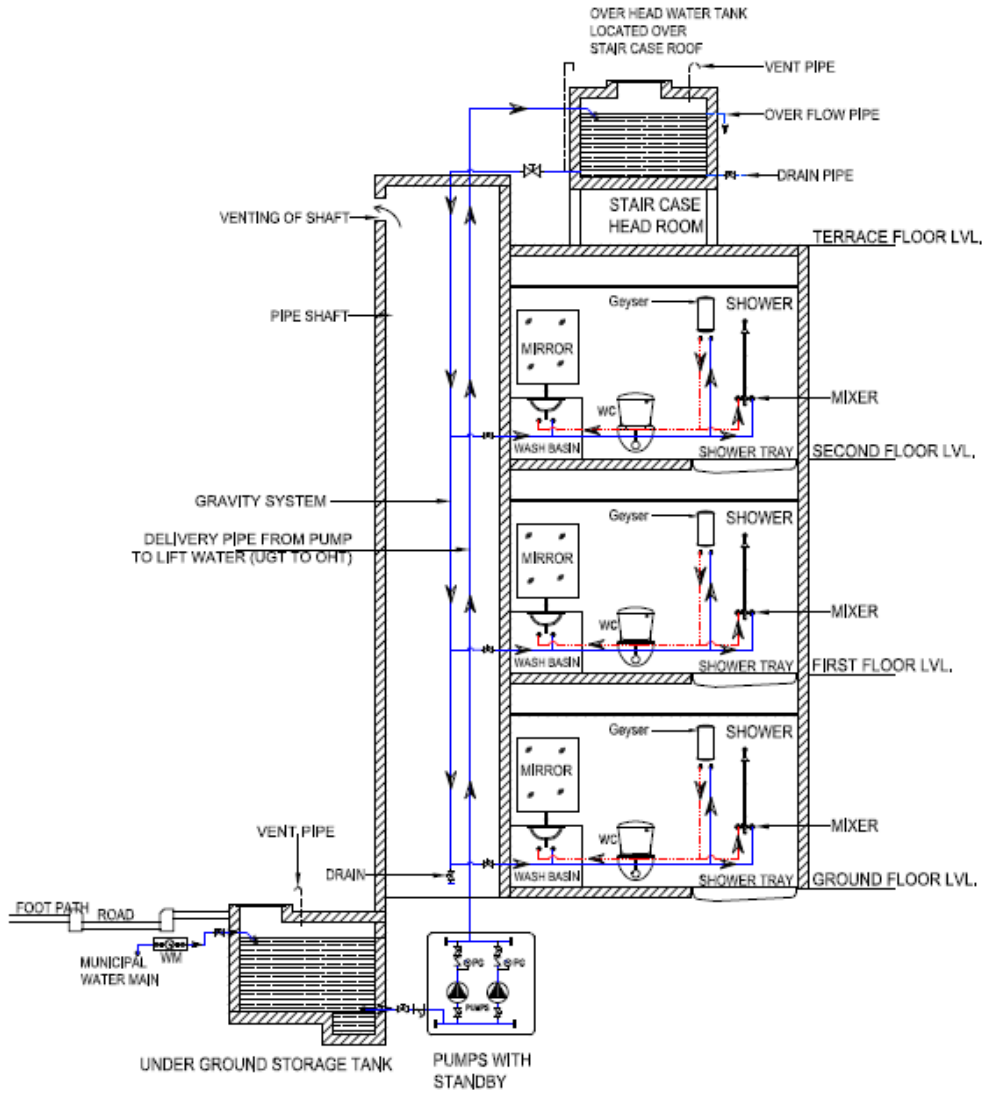 OVER HEAD WATER TANK
LOCATED OVER
STAIR CASE ROOF
VENT PIPE
OVER FLOW PIPE
DRAIN PIPE
STAIR CASE
HEAD ROOM
TERRACE FLOOR LVL.
VENTING OF SHAFT
PIPE SHAFT
Geyser
SHOWER
MIRROR
MIXER
WC
WASH BASIN
SHOWER TRAY
SECOND FLOOR LVL.
GRAVITY SYSTEM
DELIVERY PIPE FROM PUMP
TO LIFT WATER (UGT TO OHT)
Geyser
SHOWER
MIRROR
MIXER
WC
WASH BASIN
SHOWER TRAY
FIRST FLOOR LVL.
Geyser
SHOWER
MIRROR
MIXER
WC
WASH BASIN
SHOWER TRAY
GROUND FLOOR LVL.
VENT PIPE
DRAIN
FOOT PATH
ROAD
WM
MUNICIPAL
WATER MAIN
PG
PG
PUMPS
UNDER GROUND STORAGE TANK
PUMPS WITH
STANDBY